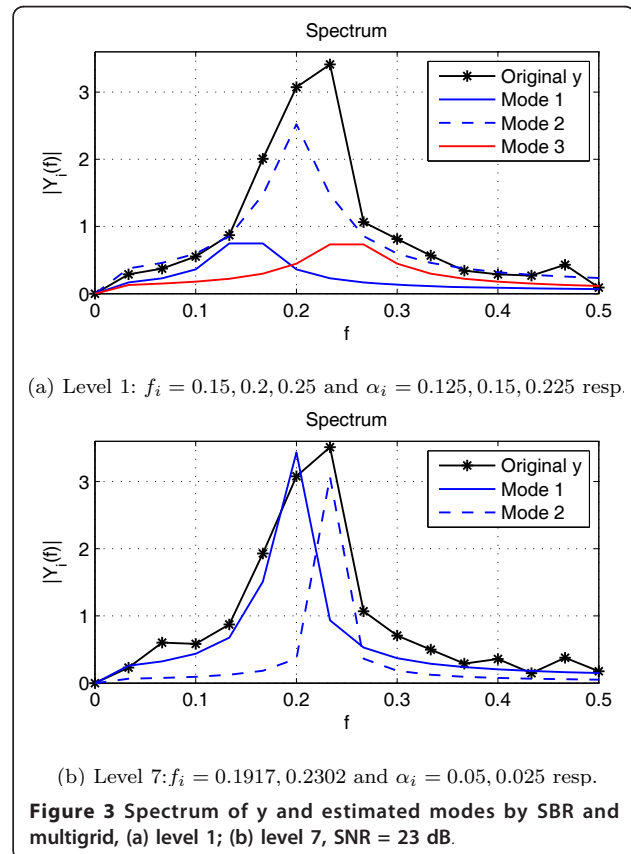 Spectrum
|Y_i(f)|
3
2
1
0
0 0.1 0.2 0.3 0.4 0.5
f
Original y
Mode 1
Mode 2
Mode 3
(a) Level 1: f_i = 0.15, 0.2, 0.25 and α_i = 0.125, 0.15, 0.225 resp.
Spectrum
|Y_i(f)|
3
2
1
0
0 0.1 0.2 0.3 0.4 0.5
f
Original y
Mode 1
Mode 2
(b) Level 7:f_i = 0.1917, 0.2302 and α_i = 0.05, 0.025 resp.
Figure 3 Spectrum of y and estimated modes by SBR and
multigrid, (a) level 1; (b) level 7, SNR = 23 dB.